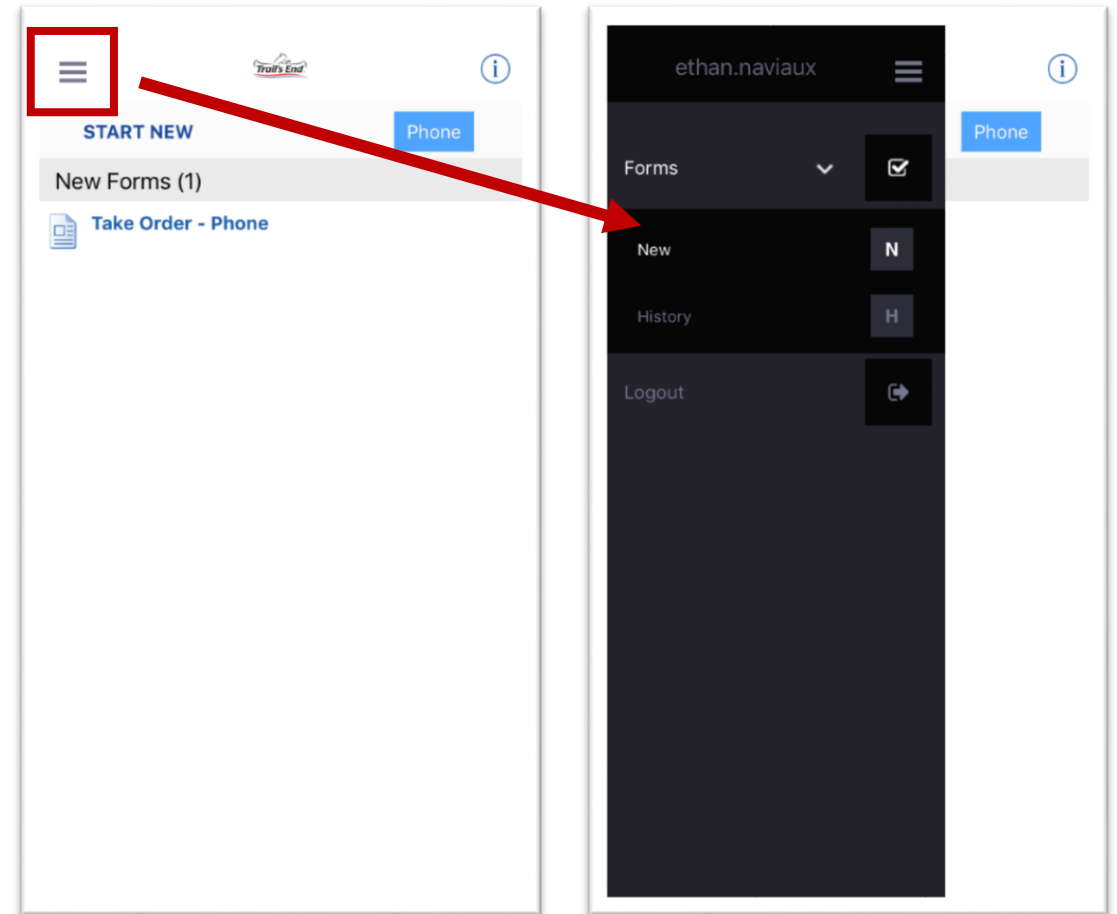 Trail's End
i
START NEW
Phone
New Forms (1)
Take Order - Phone
ethan.naviaux
i
Phone
Forms
New
N
History
H
Logout